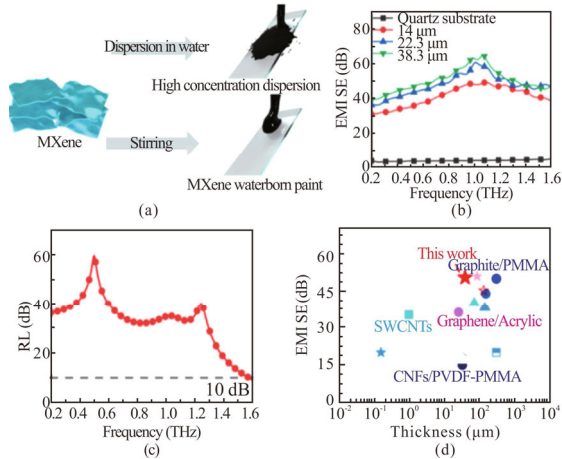 Dispersion in water
High concentration dispersion
MXene
Stirring
MXene waterborn paint
(a)
Quartz substrate
14 μm
22.3 μm
38.3 μm
EMI SE (dB)
80
60
40
20
0
0.2 0.4 0.6 0.8 1.0 1.2 1.4 1.6
Frequency (THz)
(b)
RL (dB)
60
40
20
0
10 dB
0.2 0.4 0.6 0.8 1.0 1.2 1.4 1.6
Frequency (THz)
(c)
EMI SE (dB)
60
45
30
15
0
This work
Graphite/PMMA
SWCNTs
Graphene/Acrylic
CNFs/PVDF-PMMA
10-2 10-1 100 101 102 103 104
Thickness (μm)
(d)